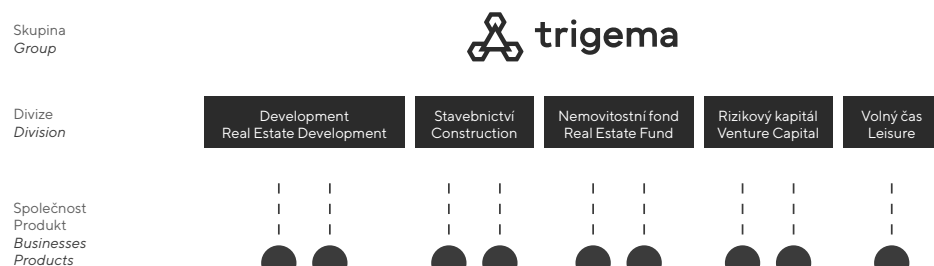 Skupina
Group
trigema
Divize
Division
Development
Real Estate Development
Stavebnictví
Construction
Nemovitostní fond
Real Estate Fund
Rizikový kapitál
Venture Capital
Volný čas
Leisure
Společnost
Produkt
Businesses
Products